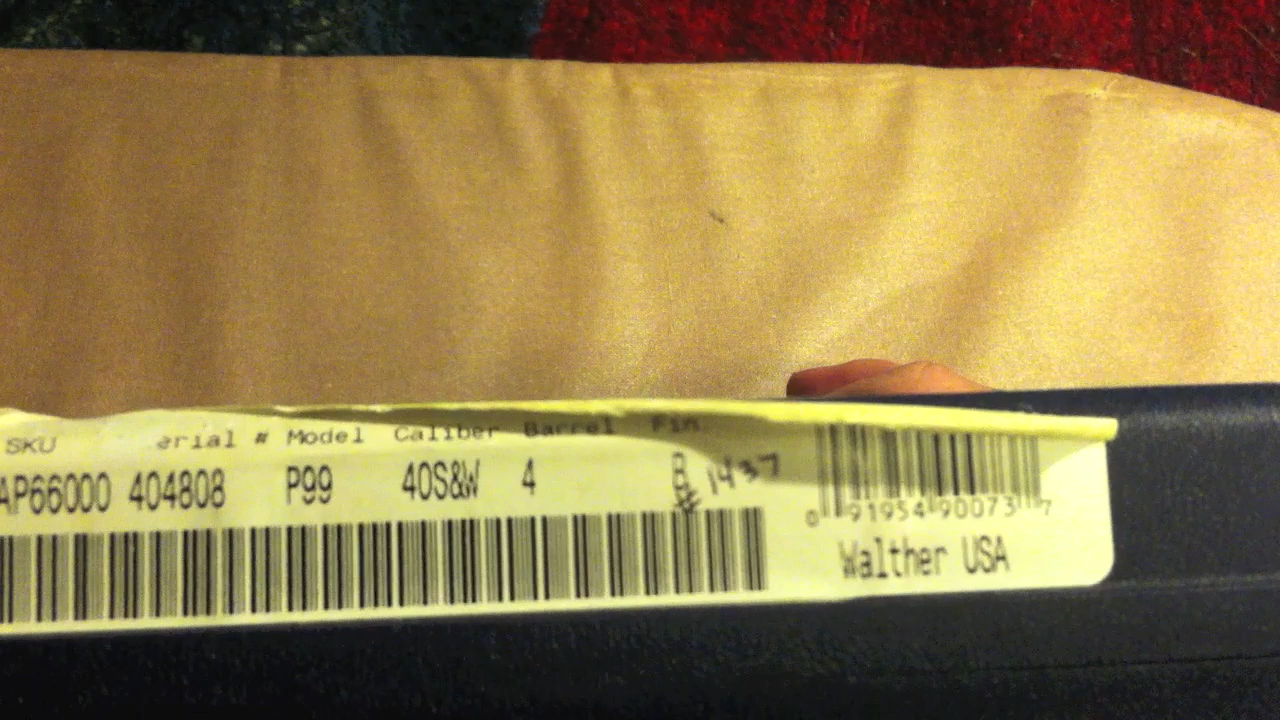 SKU erial # Model Caliber Barrel Fin
AP66000 404808 P99 40S&W 4 B
# 1437
0 91954 90073 7
Walther USA